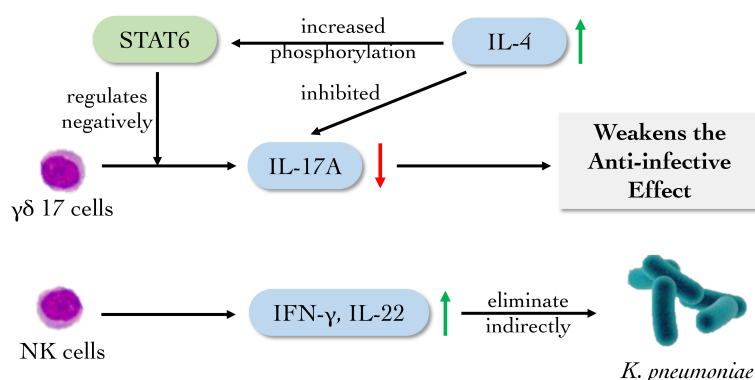 increased
STAT6
IL-4
phosphorylation
regulates
negatively
inhibited
Weakens the
Anti-infective
Effect
IL-17A
γδ 17 cells
IFN-γ, IL-22
eliminate
indirectly
NK cells
K. pneumoniae